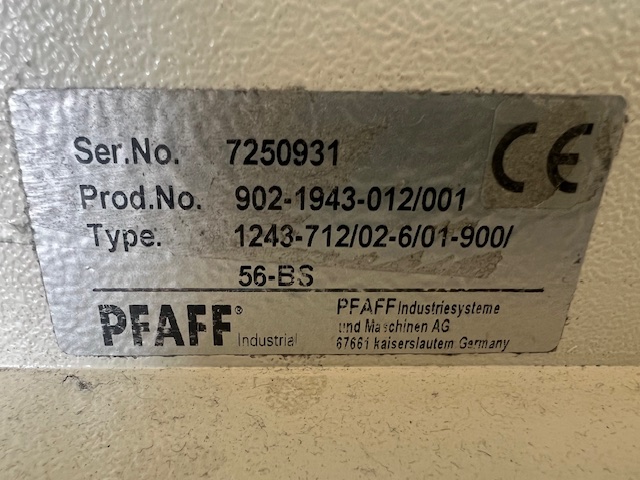 Ser.No. 7250931
CE
Prod.No. 902-1943-012/001
Type. 1243-712/02-6/01-900/
56-BS
PFAFF® Industrial
PFAFF Industriesysteme
und Maschinen AG
67661 kaiserslautern Germany